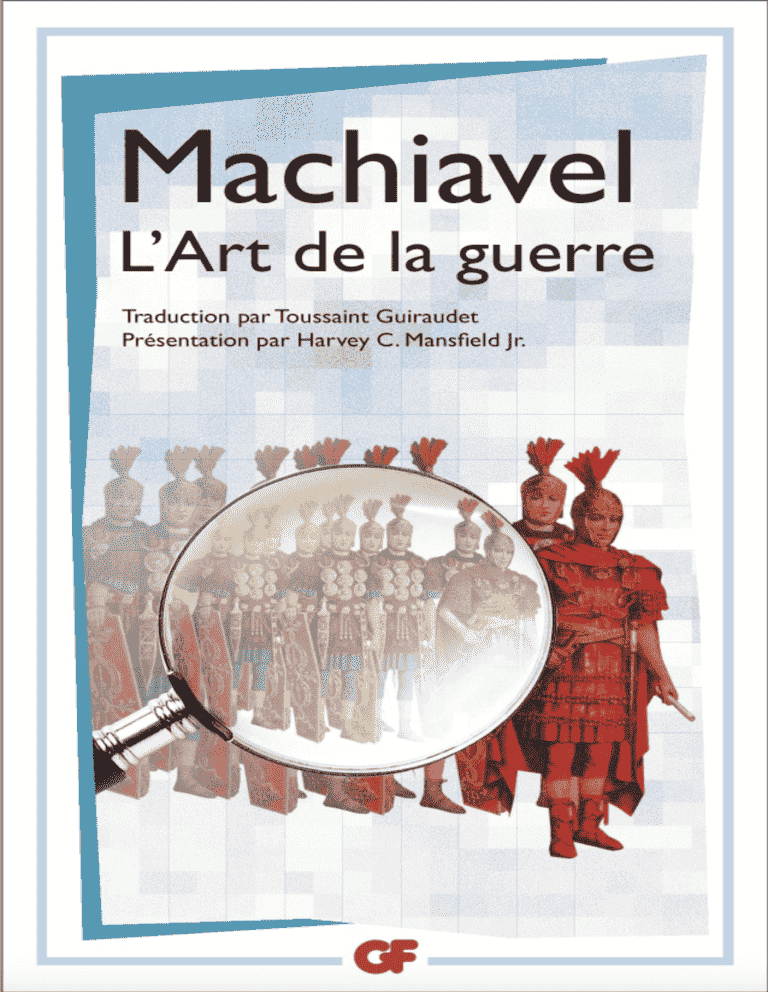 Machiavel
L'Art de la guerre
Traduction par Toussaint Guiraudet
Présentation par Harvey C. Mansfield Jr.
GF